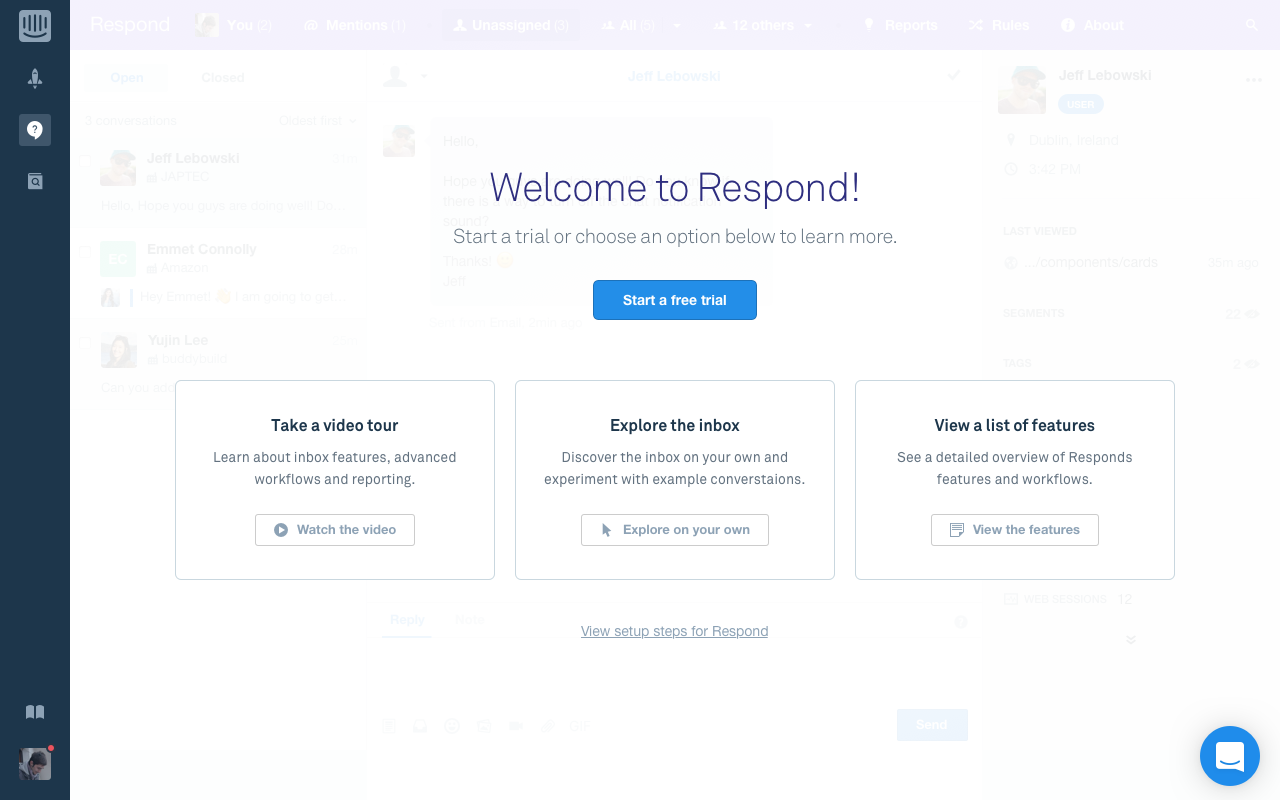 Respond
You (2)
Mentions (1)
Unassigned (3)
All (5)
12 others
Reports
Rules
About
Open
Closed
3 conversations
Oldest first
Jeff Lebowski
JAPTEC
Hello, Hope you guys are doing well! Do...
Emmet Connolly
Amazon
Hey Emmet! I am going to get...
Yujin Lee
buddybuild
Can you
Jeff Lebowski
Hello,
Hope
there is a
sound?
Thanks!
Jeff
Welcome to Respond!
Start a trial or choose an option below to learn more.
Start a free trial
Take a video tour
Learn about inbox features, advanced
workflows and reporting.
Watch the video
Explore the inbox
Discover the inbox on your own and
experiment with example converstaions.
Explore on your own
View a list of features
See a detailed overview of Responds
features and workflows.
View the features
Reply
Note
View setup steps for Respond
GIF
Send
Jeff Lebowski
USER
Dublin, Ireland
3:42 PM
LAST VIEWED
.../components/cards
35m ago
SEGMENTS
22
TAGS
2
WEB SESSIONS
12